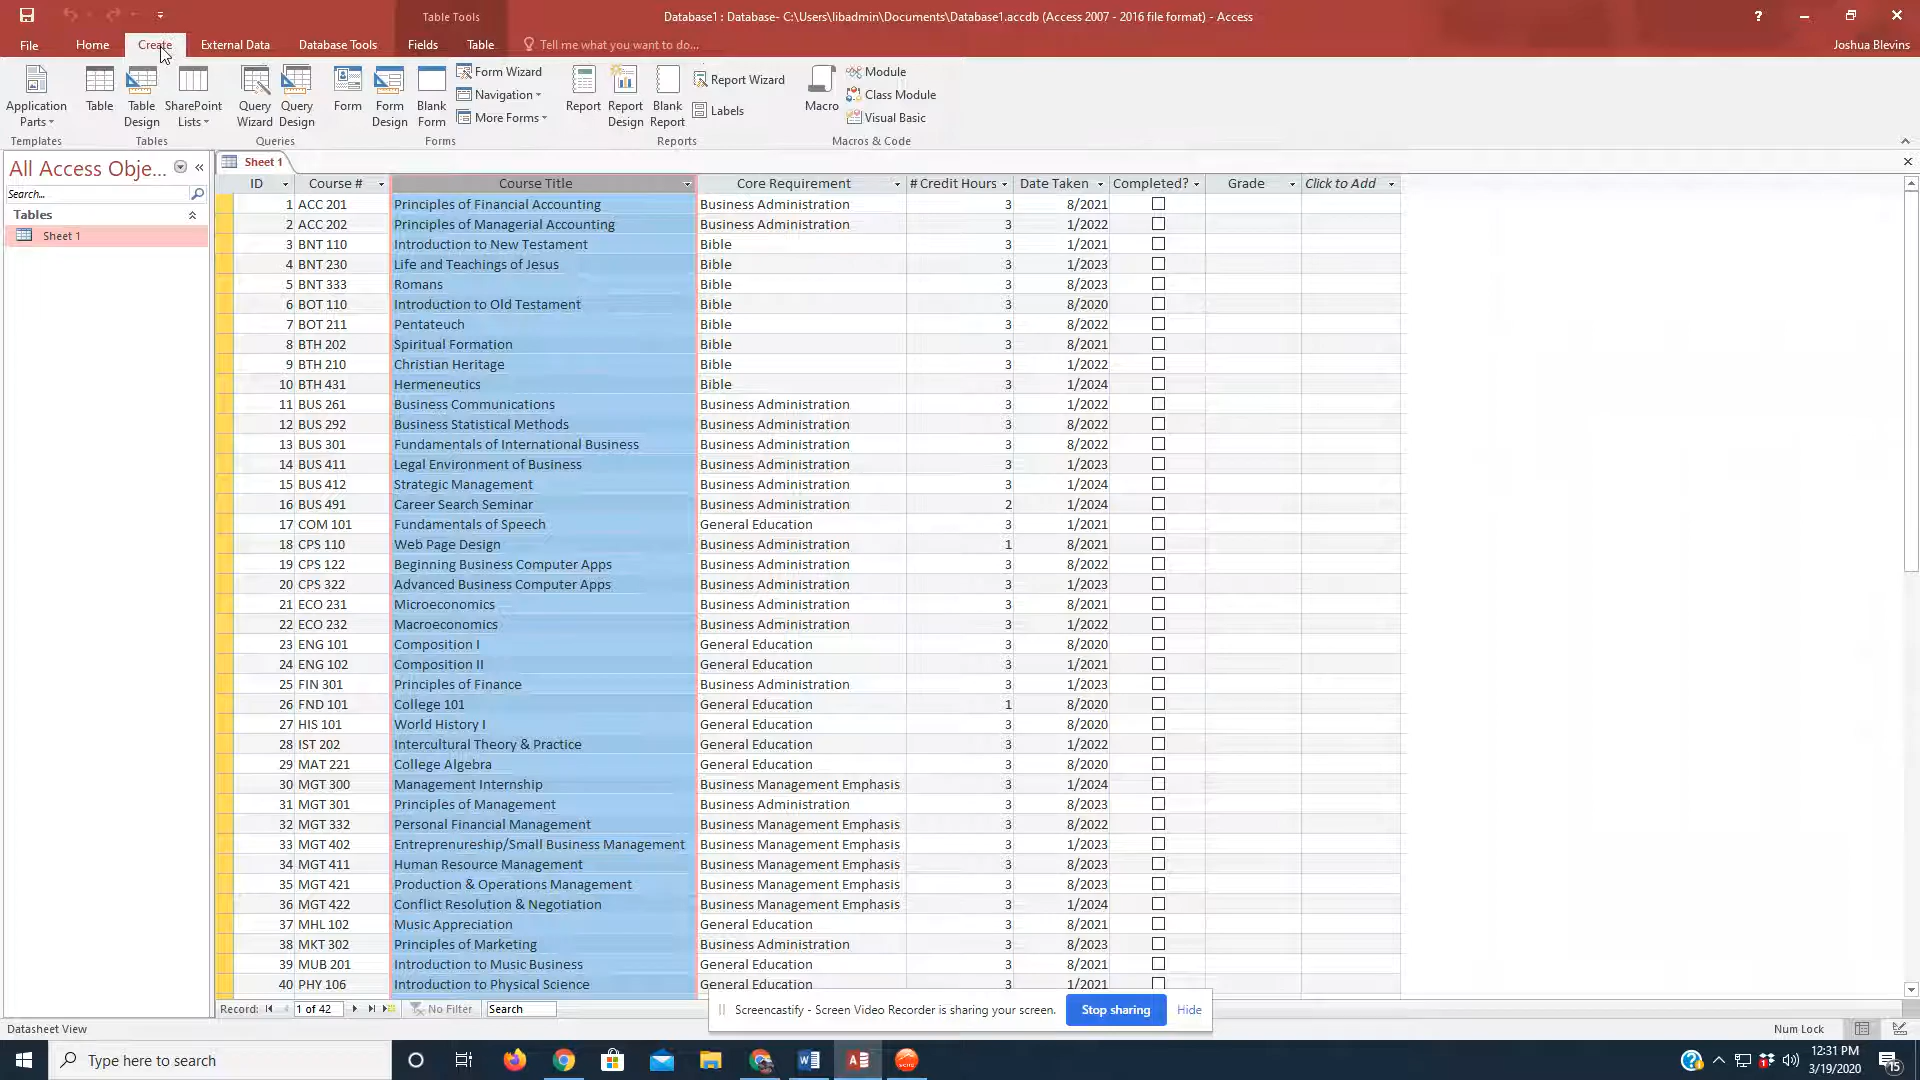 Table Tools
Database1 : Database- C:\Users\libadmin\Documents\Database1.accdb (Access 2007 - 2016 file format) - Access
File Home Create External Data Database Tools Fields Table Tell me what you want to do...
Joshua Blevins
Application Parts
Table
Table Design
SharePoint Lists
Query Wizard
Query Design
Form
Form Design
Blank Form
Form Wizard
Navigation
More Forms
Report
Report Design
Blank Report
Report Wizard
Labels
Macro
Module
Class Module
Visual Basic
Templates Tables Queries Forms Reports Macros & Code
All Access Obje...
Search...
Tables
Sheet 1
Sheet 1
ID Course # Course Title Core Requirement # Credit Hours Date Taken Completed? Grade Click to Add
1 ACC 201 Principles of Financial Accounting Business Administration 3 8/2021
2 ACC 202 Principles of Managerial Accounting Business Administration 3 1/2022
3 BNT 110 Introduction to New Testament Bible 3 1/2021
4 BNT 230 Life and Teachings of Jesus Bible 3 1/2023
5 BNT 333 Romans Bible 3 8/2023
6 BOT 110 Introduction to Old Testament Bible 3 8/2020
7 BOT 211 Pentateuch Bible 3 8/2022
8 BTH 202 Spiritual Formation Bible 3 8/2021
9 BTH 210 Christian Heritage Bible 3 1/2022
10 BTH 431 Hermeneutics Bible 3 1/2024
11 BUS 261 Business Communications Business Administration 3 1/2022
12 BUS 292 Business Statistical Methods Business Administration 3 8/2022
13 BUS 301 Fundamentals of International Business Business Administration 3 8/2022
14 BUS 411 Legal Environment of Business Business Administration 3 1/2023
15 BUS 412 Strategic Management Business Administration 3 1/2024
16 BUS 491 Career Search Seminar Business Administration 2 1/2024
17 COM 101 Fundamentals of Speech General Education 3 1/2021
18 CPS 110 Web Page Design Business Administration 1 8/2021
19 CPS 122 Beginning Business Computer Apps Business Administration 3 8/2022
20 CPS 322 Advanced Business Computer Apps Business Administration 3 1/2023
21 ECO 231 Microeconomics Business Administration 3 8/2021
22 ECO 232 Macroeconomics Business Administration 3 1/2022
23 ENG 101 Composition I General Education 3 8/2020
24 ENG 102 Composition II General Education 3 1/2021
25 FIN 301 Principles of Finance Business Administration 3 1/2023
26 FND 101 College 101 General Education 1 8/2020
27 HIS 101 World History I General Education 3 8/2020
28 IST 202 Intercultural Theory & Practice General Education 3 1/2022
29 MAT 221 College Algebra General Education 3 8/2020
30 MGT 300 Management Internship Business Management Emphasis 3 1/2024
31 MGT 301 Principles of Management Business Administration 3 8/2023
32 MGT 332 Personal Financial Management Business Management Emphasis 3 8/2022
33 MGT 402 Entreprenureship/Small Business Management Business Management Emphasis 3 1/2023
34 MGT 411 Human Resource Management Business Management Emphasis 3 8/2023
35 MGT 421 Production & Operations Management Business Management Emphasis 3 8/2023
36 MGT 422 Conflict Resolution & Negotiation Business Management Emphasis 3 1/2024
37 MHL 102 Music Appreciation General Education 3 8/2021
38 MKT 302 Principles of Marketing Business Administration 3 8/2023
39 MUB 201 Introduction to Music Business General Education 3 8/2021
40 PHY 106 Introduction to Physical Science General Education 3 1/2021
Record: 1 of 42 No Filter Search
Screencastify - Screen Video Recorder is sharing your screen. Stop sharing Hide
Datasheet View
Num Lock
Type here to search
12:31 PM
3/19/2020
15